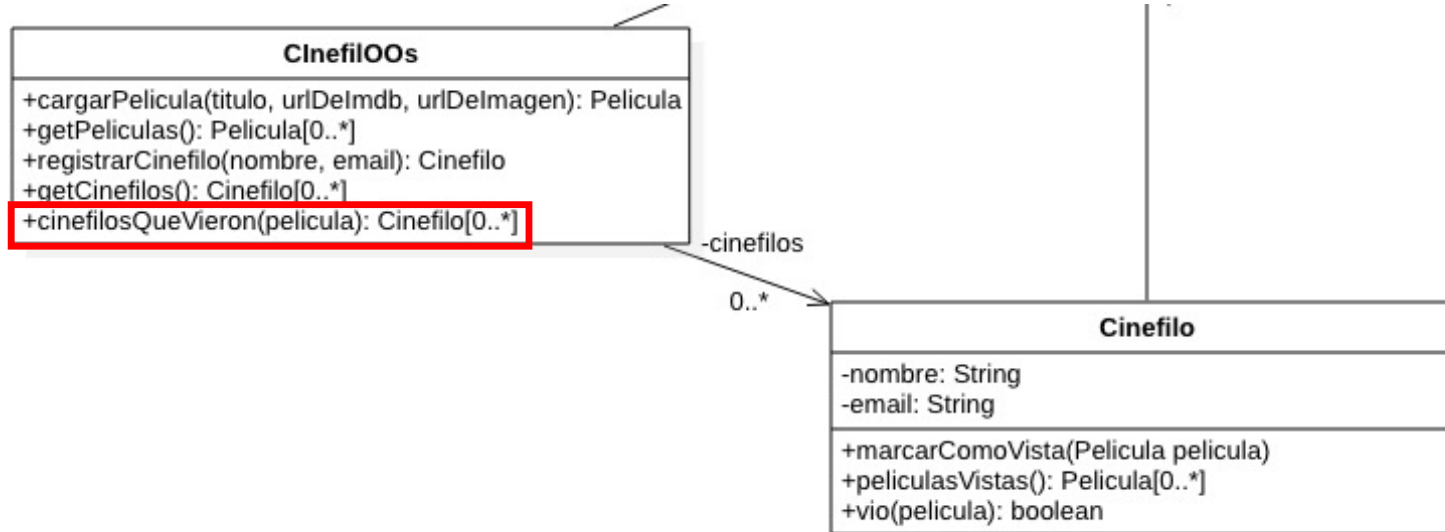 CInefilOOs
+cargarPelicula(titulo, urlDeImdb, urlDeImagen): Pelicula
+getPeliculas(): Pelicula[0..*]
+registrarCinefilo(nombre, email): Cinefilo
+getCinefilos(): Cinefilo[0..*]
+cinefilosQueVieron(pelicula): Cinefilo[0..*]
-cinefilos
0..*
Cinefilo
-nombre: String
-email: String
+marcarComoVista(Pelicula pelicula)
+peliculasVistas(): Pelicula[0..*]
+vio(pelicula): boolean